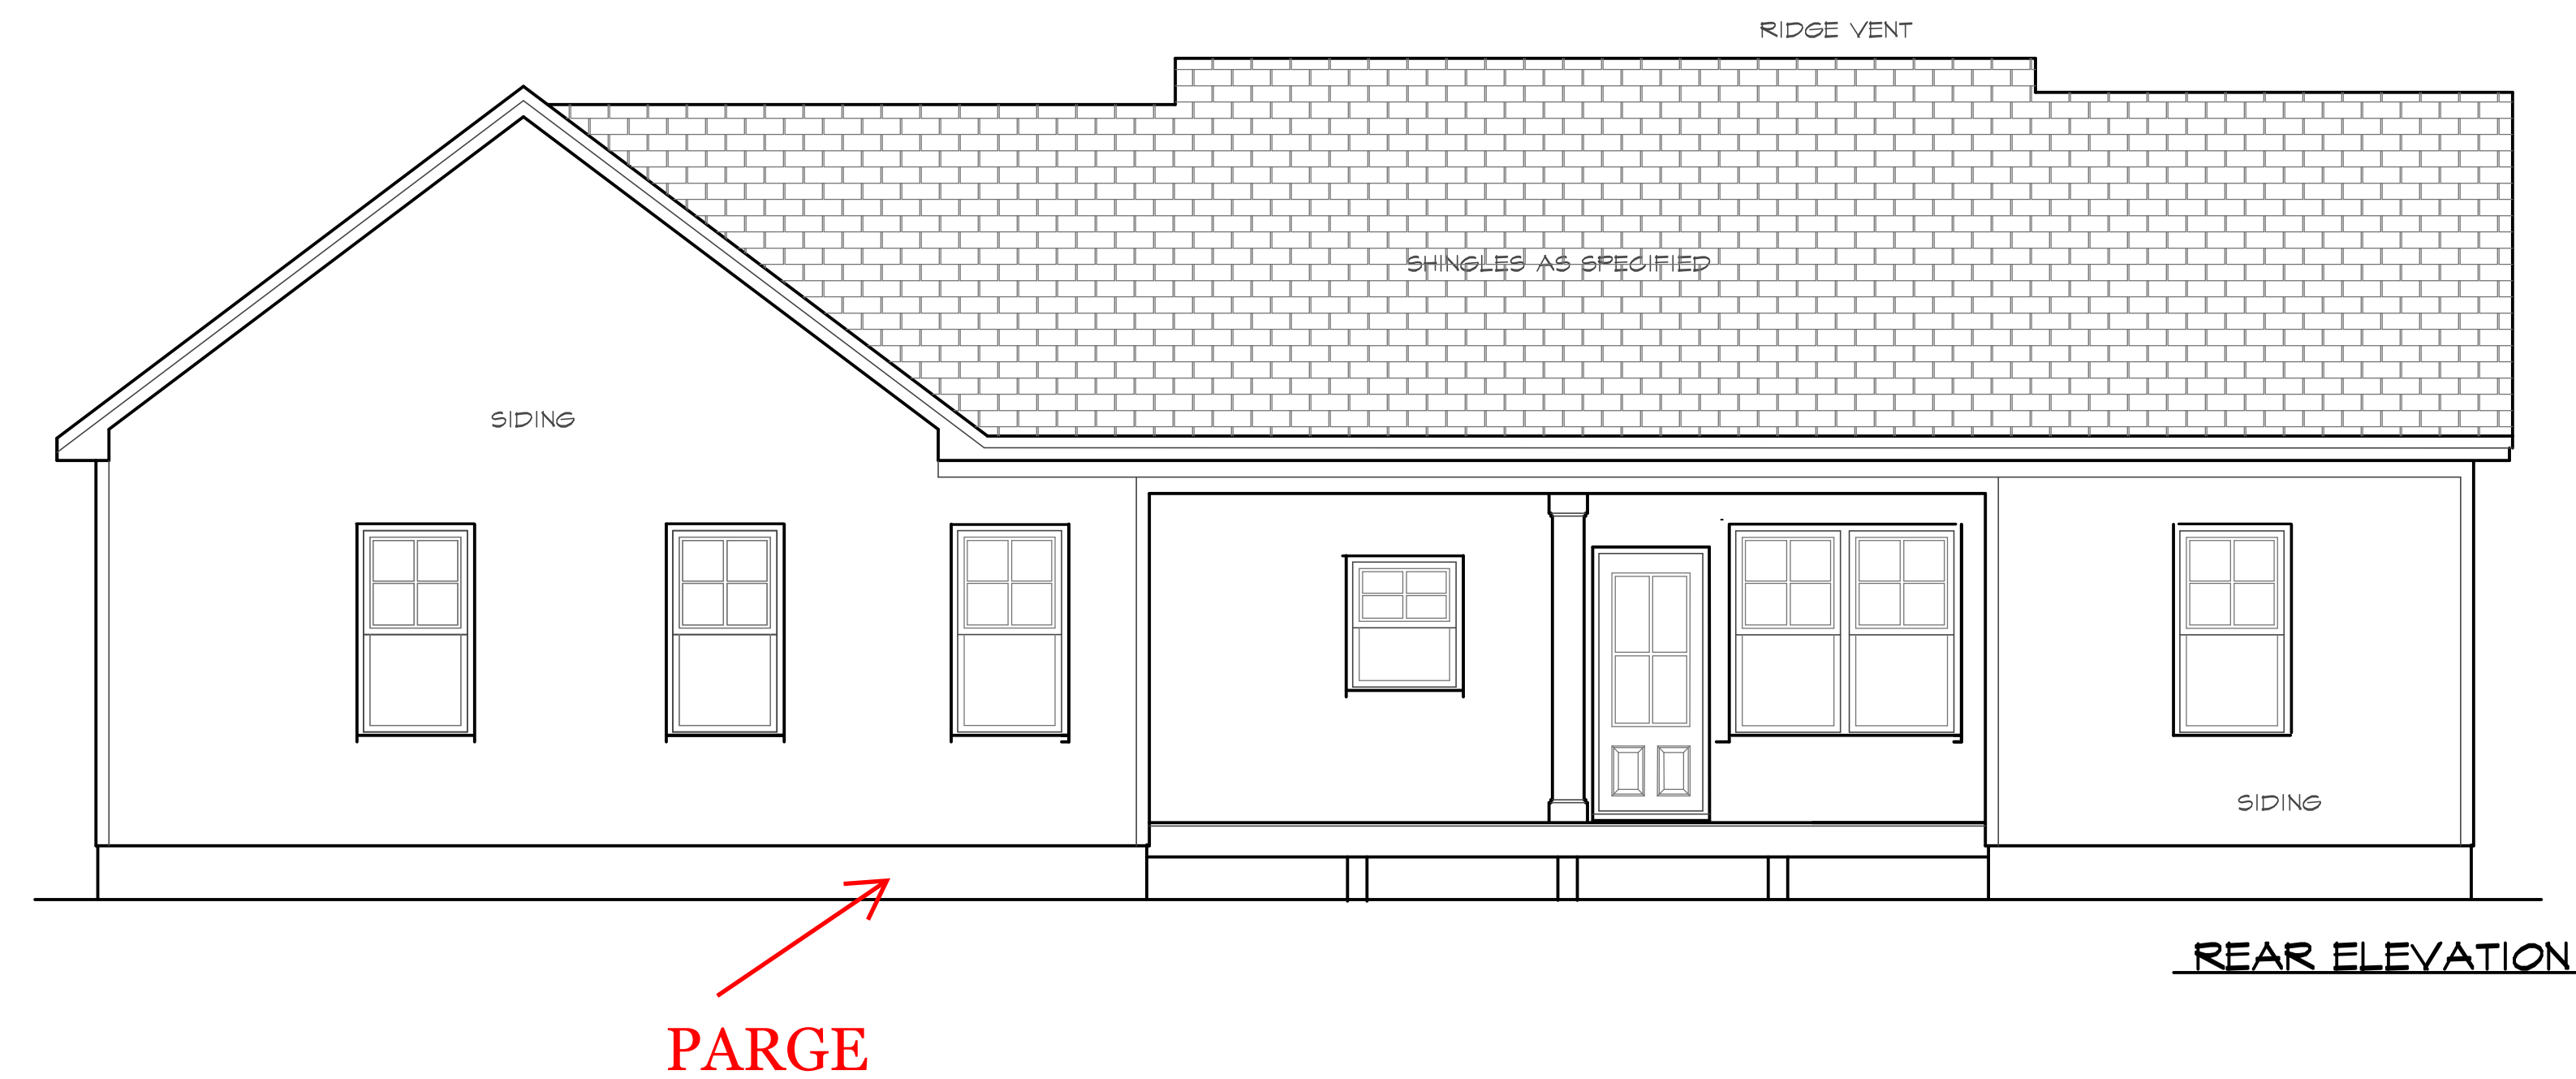 RIDGE VENT
SHINGLES AS SPECIFIED
SIDING
SIDING
REAR ELEVATION
PARGE